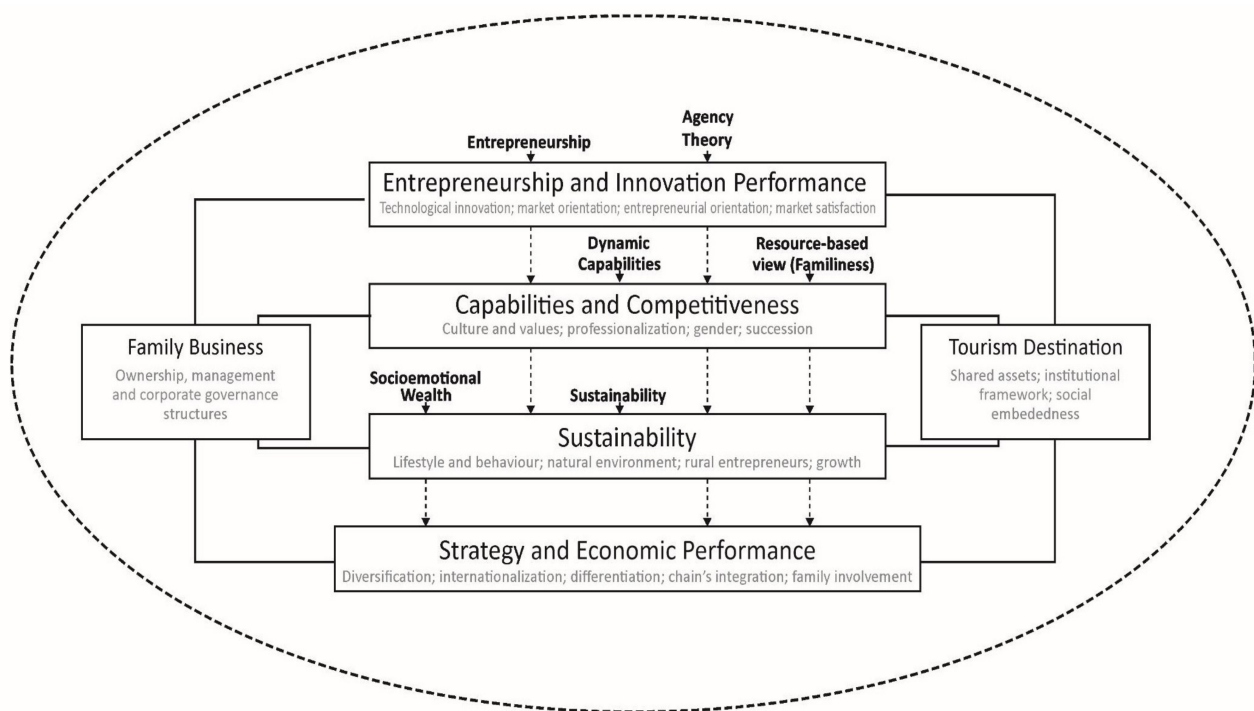 Entrepreneurship
Agency
Theory
Entrepreneurship and Innovation Performance
Technological innovation; market orientation; entrepreneurial orientation; market satisfaction
Dynamic
Capabilities
Resource-based
view (Familiness)
Capabilities and Competitiveness
Culture and values; professionalization; gender; succession
Family Business
Ownership, management
and corporate governance
structures
Tourism Destination
Shared assets; institutional
framework; social
embededness
Socioemotional
Wealth
Sustainability
Sustainability
Lifestyle and behaviour; natural environment; rural entrepreneurs; growth
Strategy and Economic Performance
Diversification; internationalization; differentiation; chain's integration; family involvement